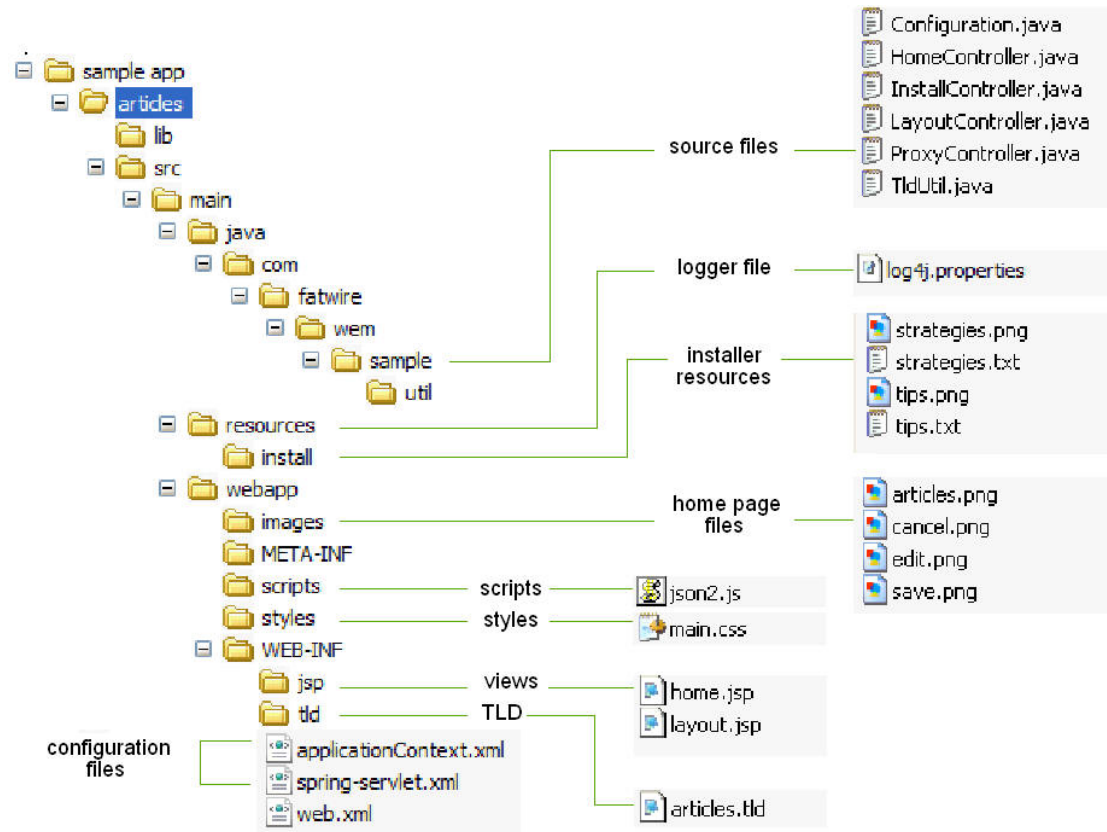 sample app
articles
lib
src
main
java
com
fatwire
wem
sample
util
resources
install
webapp
images
META-INF
scripts
styles
WEB-INF
jsp
tld
configuration
files
applicationContext.xml
spring-servlet.xml
web.xml
source files
Configuration.java
HomeController.java
InstallController.java
LayoutController.java
ProxyController.java
TldUtil.java
logger file
log4j.properties
installer
resources
strategies.png
strategies.txt
tips.png
tips.txt
home page
files
articles.png
cancel.png
edit.png
save.png
scripts
json2.js
styles
main.css
views
home.jsp
layout.jsp
TLD
articles.tld